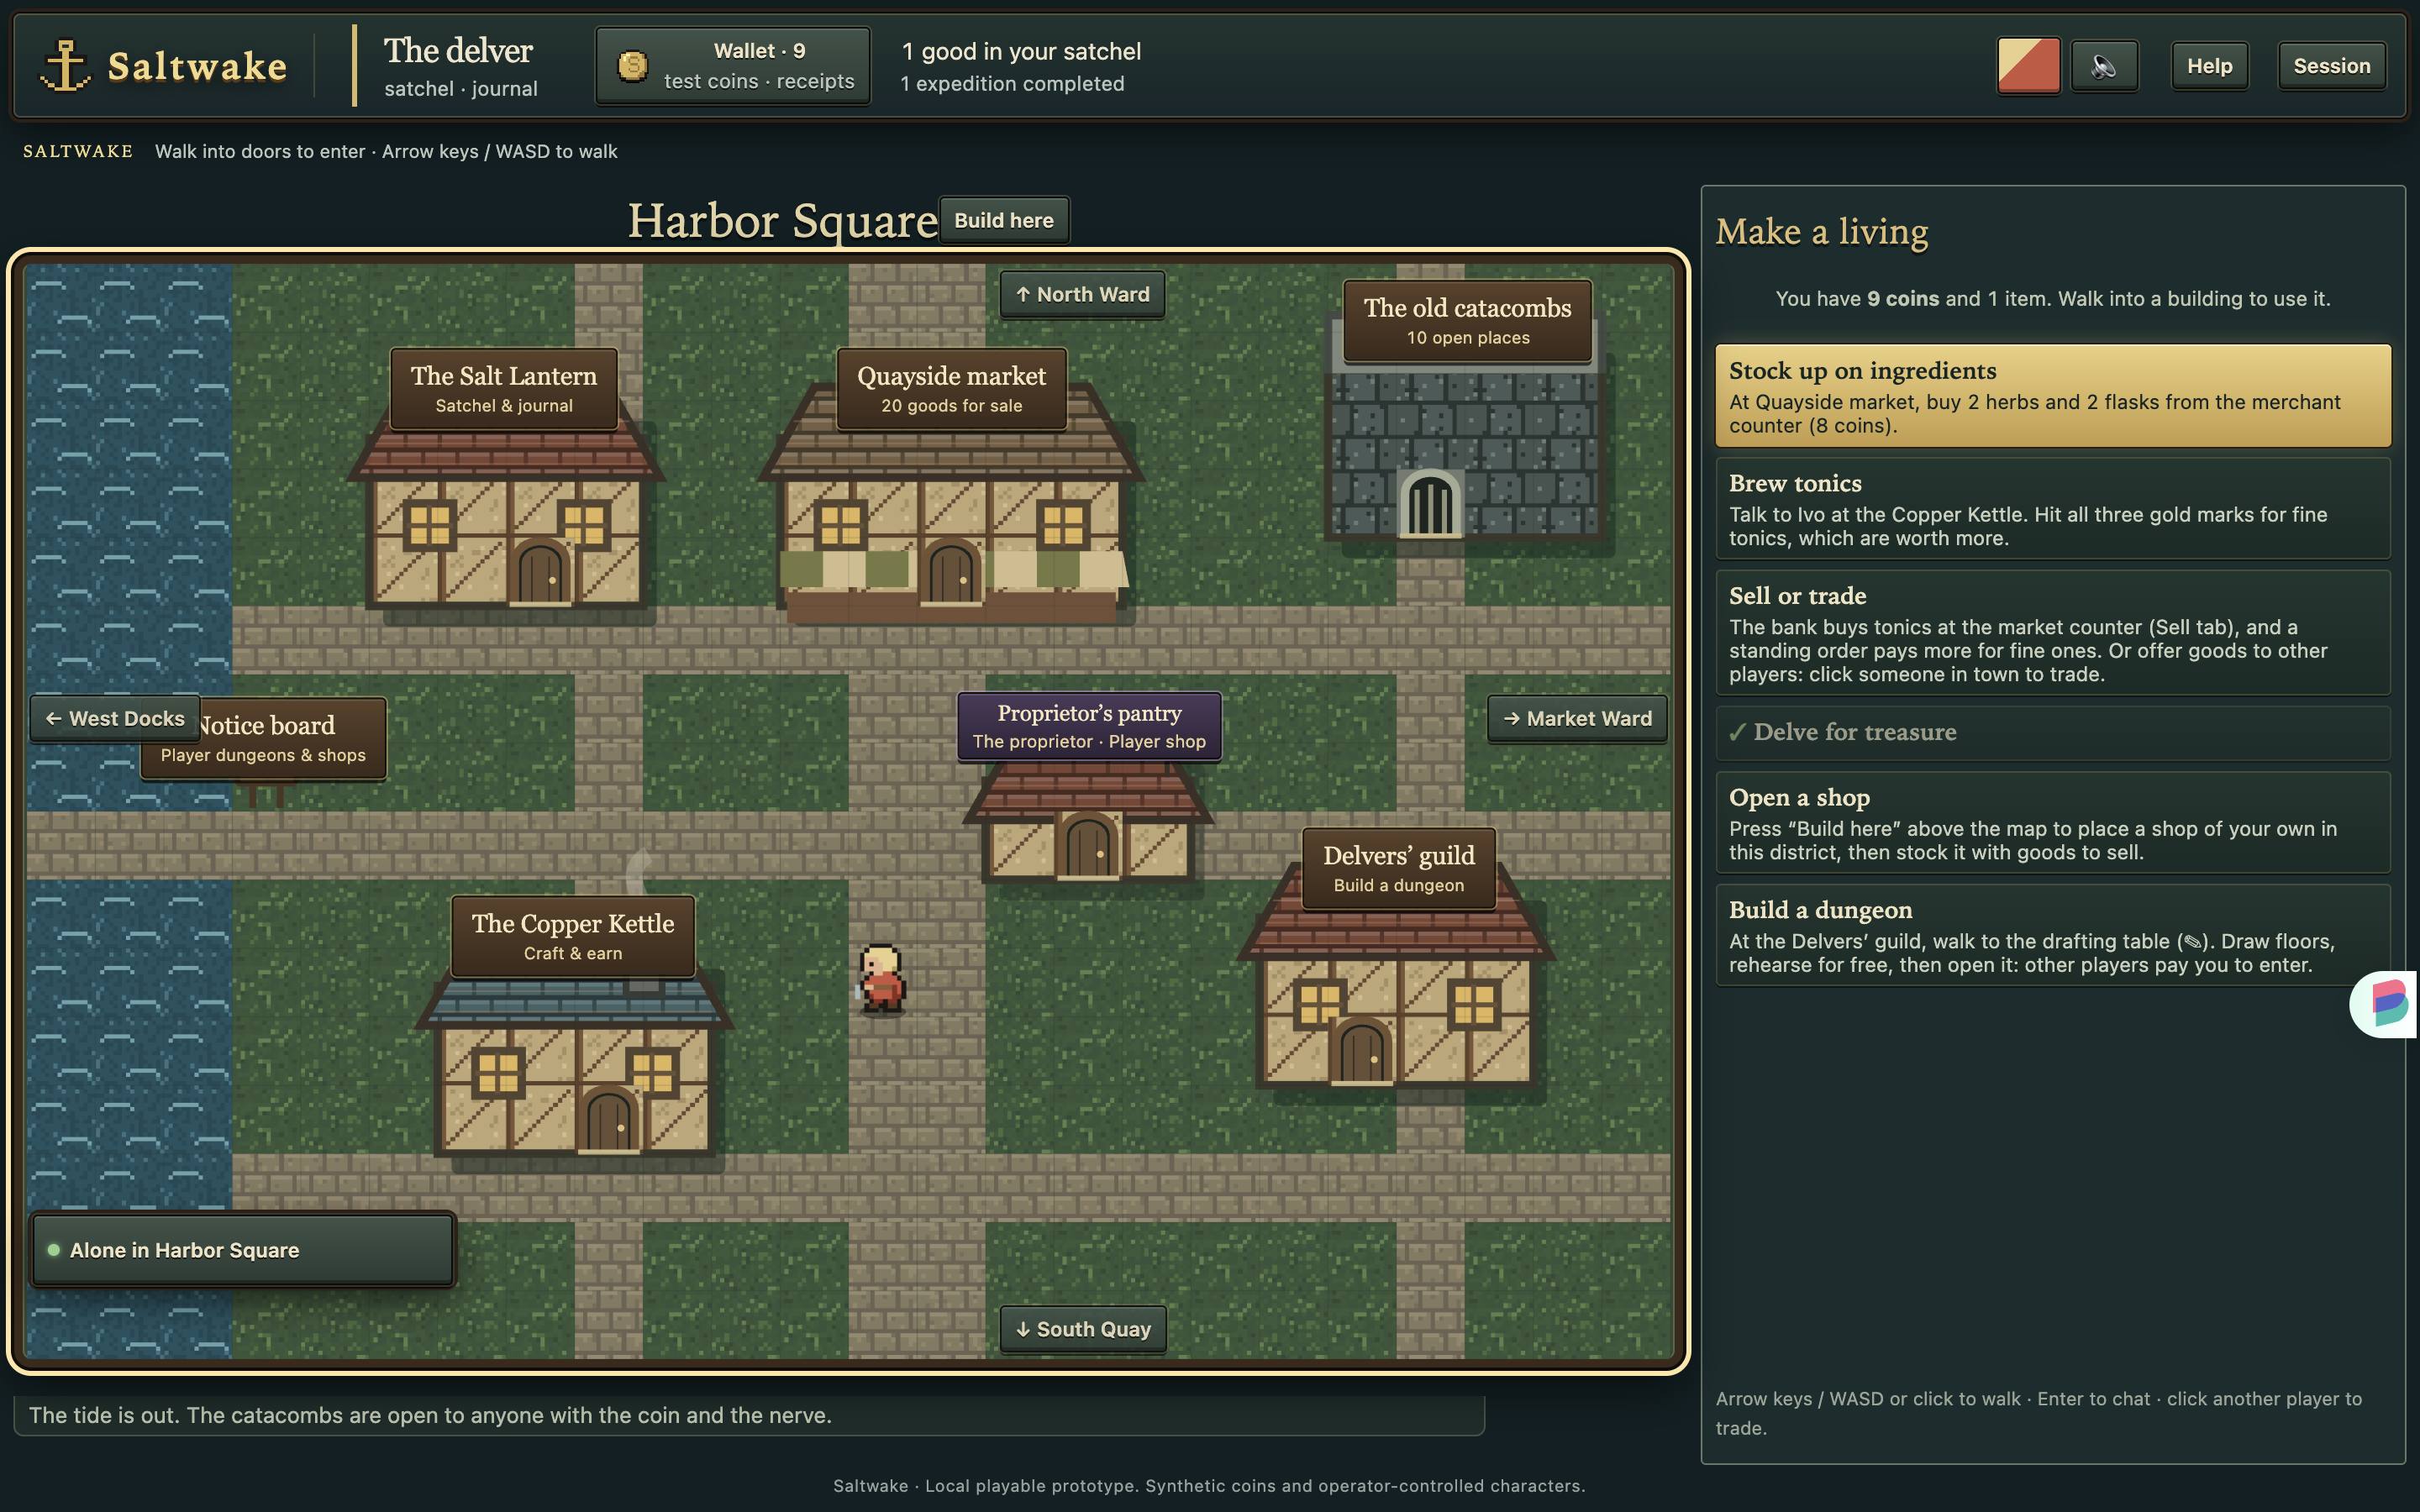 Saltwake
The delver
satchel · journal
Wallet · 9
test coins · receipts
1 good in your satchel
1 expedition completed
Help
Session
SALTWAKE Walk into doors to enter · Arrow keys / WASD to walk
Harbor Square
Build here
↑ North Ward
The old catacombs
10 open places
The Salt Lantern
Satchel & journal
Quayside market
20 goods for sale
← West Docks
Notice board
Player dungeons & shops
Proprietor’s pantry
The proprietor · Player shop
→ Market Ward
Delvers’ guild
Build a dungeon
The Copper Kettle
Craft & earn
Alone in Harbor Square
↓ South Quay
The tide is out. The catacombs are open to anyone with the coin and the nerve.
Make a living
You have 9 coins and 1 item. Walk into a building to use it.
Stock up on ingredients
At Quayside market, buy 2 herbs and 2 flasks from the merchant
counter (8 coins).
Brew tonics
Talk to Ivo at the Copper Kettle. Hit all three gold marks for fine
tonics, which are worth more.
Sell or trade
The bank buys tonics at the market counter (Sell tab), and a
standing order pays more for fine ones. Or offer goods to other
players: click someone in town to trade.
✓ Delve for treasure
Open a shop
Press “Build here” above the map to place a shop of your own in
this district, then stock it with goods to sell.
Build a dungeon
At the Delvers’ guild, walk to the drafting table (✎). Draw floors,
rehearse for free, then open it: other players pay you to enter.
Arrow keys / WASD or click to walk · Enter to chat · click another player to
trade.
Saltwake · Local playable prototype. Synthetic coins and operator-controlled characters.